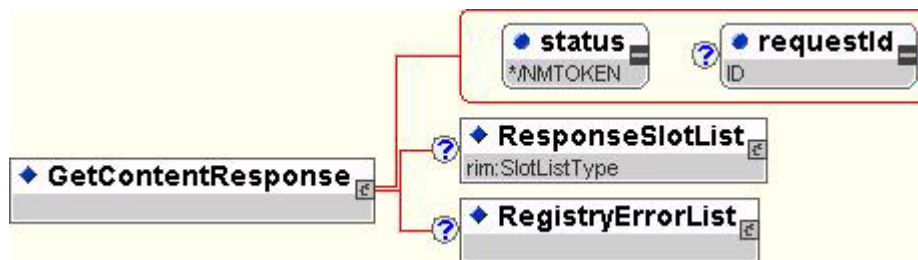 status
*/NMTOKEN
?
requestId
ID
?
ResponseSlotList
rim:SlotListType
GetContentResponse
?
RegistryErrorList